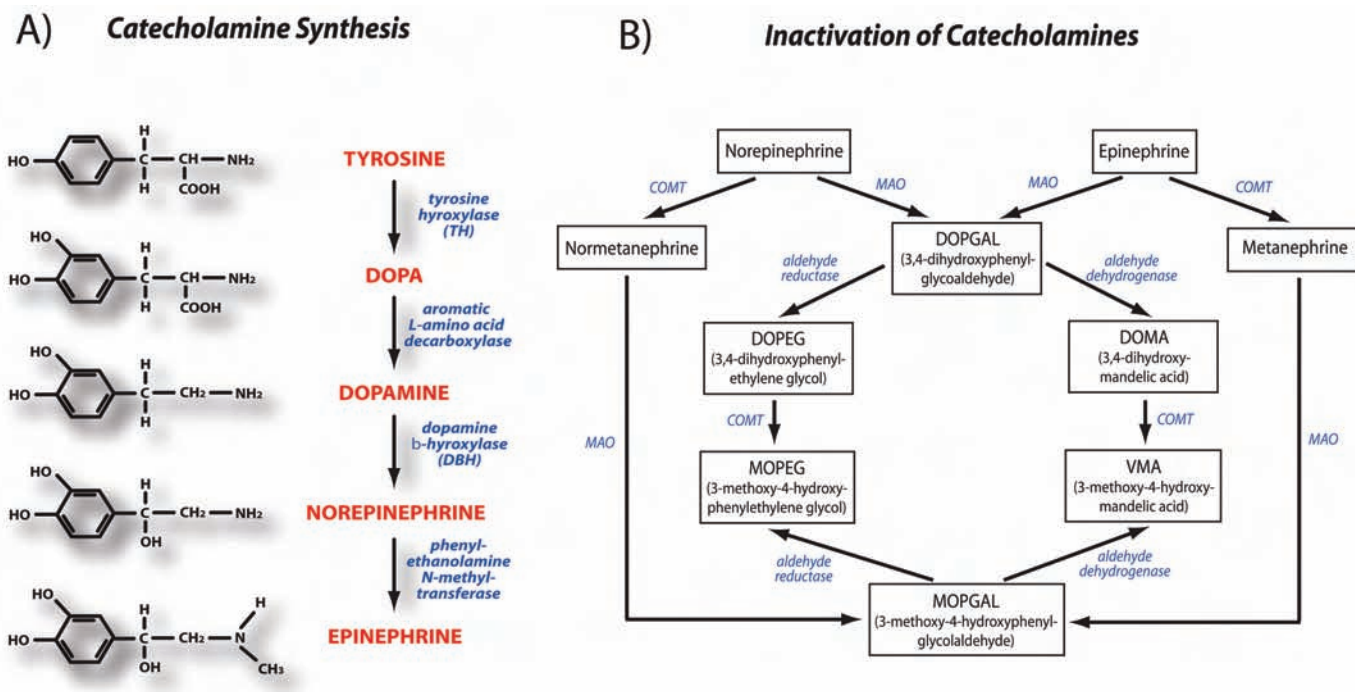 A) Catecholamine Synthesis
HO
H
C
H
CH
COOH
NH₂
TYROSINE
tyrosine
hyroxylase
(TH)
HO
HO
H
C
H
CH
COOH
NH₂
DOPA
aromatic
L-amino acid
decarboxylase
HO
HO
H
C
H
CH₂
NH₂
DOPAMINE
dopamine
b-hyroxylase
(DBH)
HO
HO
H
C
OH
CH₂
NH₂
NOREPINEPHRINE
phenyl-
ethanolamine
N-methyl-
transferase
HO
HO
H
C
OH
CH₂
N
H
CH₃
EPINEPHRINE
B) Inactivation of Catecholamines
Norepinephrine
Epinephrine
COMT
MAO
MAO
COMT
Normetanephrine
DOPGAL
(3,4-dihydroxyphenyl-
glycoaldehyde)
Metanephrine
aldehyde
reductase
aldehyde
dehydrogenase
DOPEG
(3,4-dihydroxyphenyl-
ethylene glycol)
DOMA
(3,4-dihydroxy-
mandelic acid)
MAO
COMT
COMT
MAO
MOPEG
(3-methoxy-4-hydroxy-
phenylethylene glycol)
VMA
(3-methoxy-4-hydroxy-
mandelic acid)
aldehyde
reductase
aldehyde
dehydrogenase
MOPGAL
(3-methoxy-4-hydroxyphenyl-
glycolaldehyde)